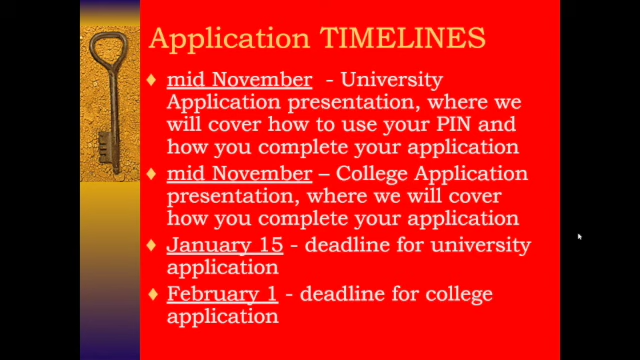 Application TIMELINES
♦ mid November - University
Application presentation, where we
will cover how to use your PIN and
how you complete your application
♦ mid November – College Application
presentation, where we will cover
how you complete your application
♦ January 15 - deadline for university
application
♦ February 1 - deadline for college
application